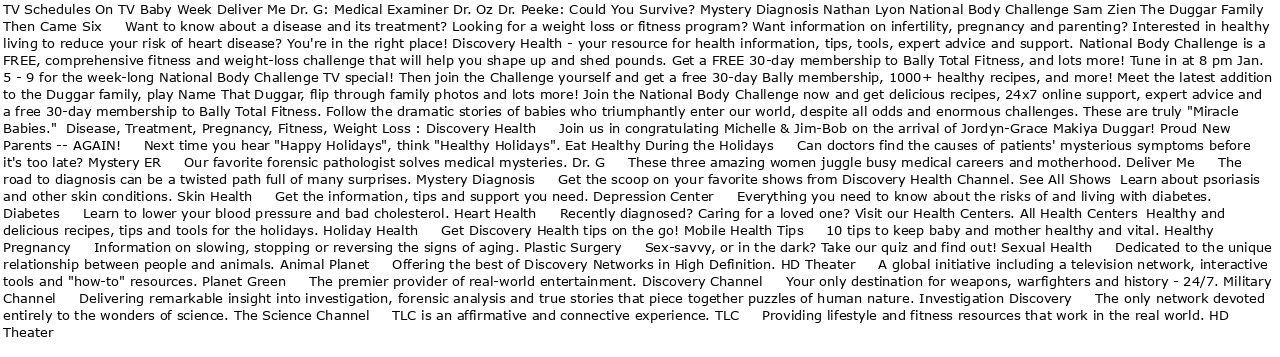 TV Schedules On TV Baby Week Deliver Me Dr. G: Medical Examiner Dr. Oz Dr. Peeke: Could You Survive? Mystery Diagnosis Nathan Lyon National Body Challenge Sam Zien The Duggar Family
Then Came Six     Want to know about a disease and its treatment? Looking for a weight loss or fitness program? Want information on infertility, pregnancy and parenting? Interested in healthy
living to reduce your risk of heart disease? You're in the right place! Discovery Health - your resource for health information, tips, tools, expert advice and support. National Body Challenge is a
FREE, comprehensive fitness and weight-loss challenge that will help you shape up and shed pounds. Get a FREE 30-day membership to Bally Total Fitness, and lots more! Tune in at 8 pm Jan.
5 - 9 for the week-long National Body Challenge TV special! Then join the Challenge yourself and get a free 30-day Bally membership, 1000+ healthy recipes, and more! Meet the latest addition
to the Duggar family, play Name That Duggar, flip through family photos and lots more! Join the National Body Challenge now and get delicious recipes, 24x7 online support, expert advice and
a free 30-day membership to Bally Total Fitness. Follow the dramatic stories of babies who triumphantly enter our world, despite all odds and enormous challenges. These are truly "Miracle
Babies."  Disease, Treatment, Pregnancy, Fitness, Weight Loss : Discovery Health     Join us in congratulating Michelle & Jim-Bob on the arrival of Jordyn-Grace Makiya Duggar! Proud New
Parents -- AGAIN!     Next time you hear "Happy Holidays", think "Healthy Holidays". Eat Healthy During the Holidays     Can doctors find the causes of patients' mysterious symptoms before
it's too late? Mystery ER     Our favorite forensic pathologist solves medical mysteries. Dr. G     These three amazing women juggle busy medical careers and motherhood. Deliver Me     The
road to diagnosis can be a twisted path full of many surprises. Mystery Diagnosis     Get the scoop on your favorite shows from Discovery Health Channel. See All Shows  Learn about psoriasis
and other skin conditions. Skin Health     Get the information, tips and support you need. Depression Center     Everything you need to know about the risks of and living with diabetes.
Diabetes     Learn to lower your blood pressure and bad cholesterol. Heart Health     Recently diagnosed? Caring for a loved one? Visit our Health Centers. All Health Centers  Healthy and
delicious recipes, tips and tools for the holidays. Holiday Health     Get Discovery Health tips on the go! Mobile Health Tips     10 tips to keep baby and mother healthy and vital. Healthy
Pregnancy     Information on slowing, stopping or reversing the signs of aging. Plastic Surgery     Sex-savvy, or in the dark? Take our quiz and find out! Sexual Health     Dedicated to the unique
relationship between people and animals. Animal Planet     Offering the best of Discovery Networks in High Definition. HD Theater     A global initiative including a television network, interactive
tools and "how-to" resources. Planet Green     The premier provider of real-world entertainment. Discovery Channel     Your only destination for weapons, warfighters and history - 24/7. Military
Channel     Delivering remarkable insight into investigation, forensic analysis and true stories that piece together puzzles of human nature. Investigation Discovery     The only network devoted
entirely to the wonders of science. The Science Channel     TLC is an affirmative and connective experience. TLC     Providing lifestyle and fitness resources that work in the real world. HD
Theater